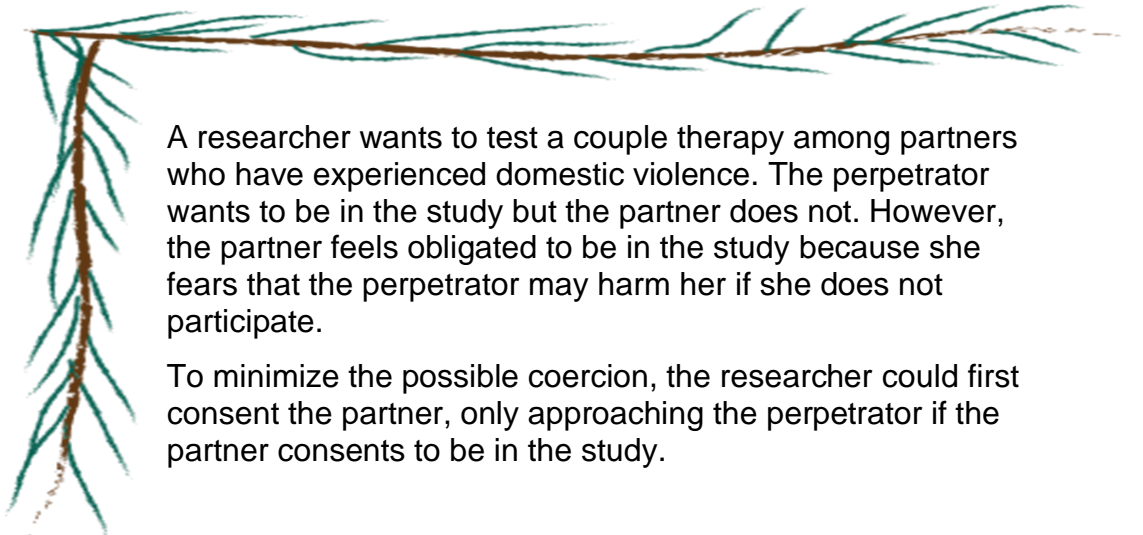 A researcher wants to test a couple therapy among partners
who have experienced domestic violence. The perpetrator
wants to be in the study but the partner does not. However,
the partner feels obligated to be in the study because she
fears that the perpetrator may harm her if she does not
participate.
To minimize the possible coercion, the researcher could first
consent the partner, only approaching the perpetrator if the
partner consents to be in the study.